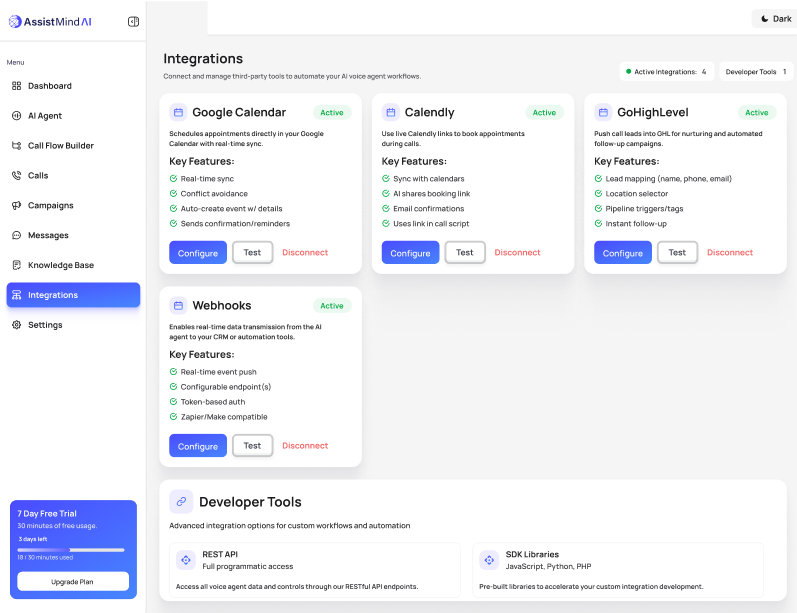 AssistMind AI
Menu
Dashboard
AI Agent
Call Flow Builder
Calls
Campaigns
Messages
Knowledge Base
Integrations
Settings
7 Day Free Trial
30 minutes of free usage.
3 days left
18 / 30 minutes used
Upgrade Plan
Dark
Integrations
Connect and manage third-party tools to automate your AI voice agent workflows.
Active Integrations: 4
Developer Tools 1
Google Calendar
Active
Schedules appointments directly in your Google
Calendar with real-time sync.
Key Features:
Real-time sync
Conflict avoidance
Auto-create event w/ details
Sends confirmation/reminders
Configure
Test
Disconnect
Calendly
Active
Use live Calendly links to book appointments
during calls.
Key Features:
Sync with calendars
AI shares booking link
Email confirmations
Uses link in call script
Configure
Test
Disconnect
GoHighLevel
Active
Push call leads into GHL for nurturing and automated
follow-up campaigns.
Key Features:
Lead mapping (name, phone, email)
Location selector
Pipeline triggers/tags
Instant follow-up
Configure
Test
Disconnect
Webhooks
Active
Enables real-time data transmission from the AI
agent to your CRM or automation tools.
Key Features:
Real-time event push
Configurable endpoint(s)
Token-based auth
Zapier/Make compatible
Configure
Test
Disconnect
Developer Tools
Advanced integration options for custom workflows and automation
REST API
Full programmatic access
Access all voice agent data and controls through our RESTful API endpoints.
SDK Libraries
JavaScript, Python, PHP
Pre-built libraries to accelerate your custom integration development.